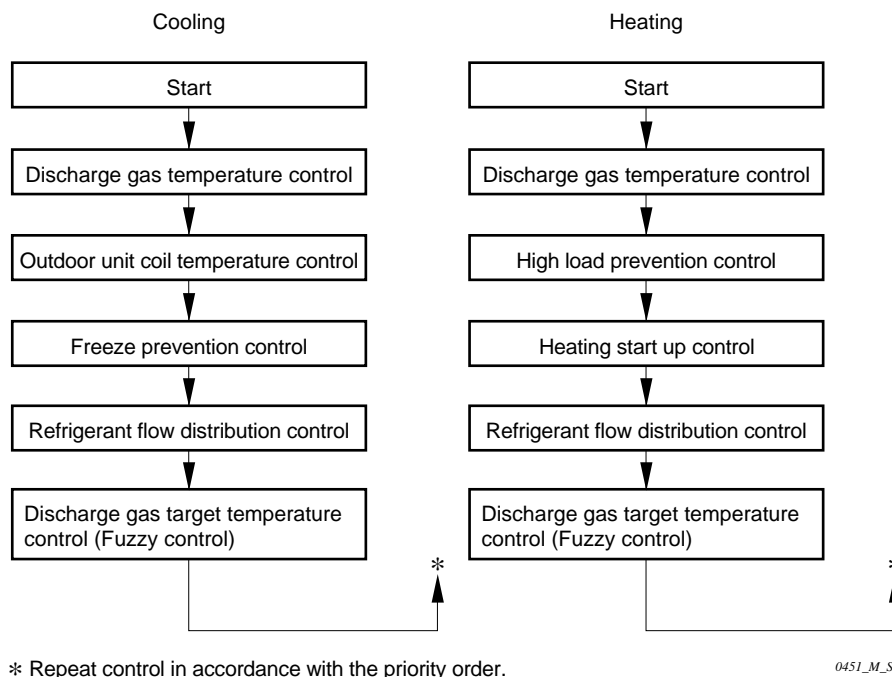 Cooling
Start
Discharge gas temperature control
Outdoor unit coil temperature control
Freeze prevention control
Refrigerant flow distribution control
Discharge gas target temperature
control (Fuzzy control)
*
Heating
Start
Discharge gas temperature control
High load prevention control
Heating start up control
Refrigerant flow distribution control
Discharge gas target temperature
control (Fuzzy control)
*
* Repeat control in accordance with the priority order.
0451_M_S